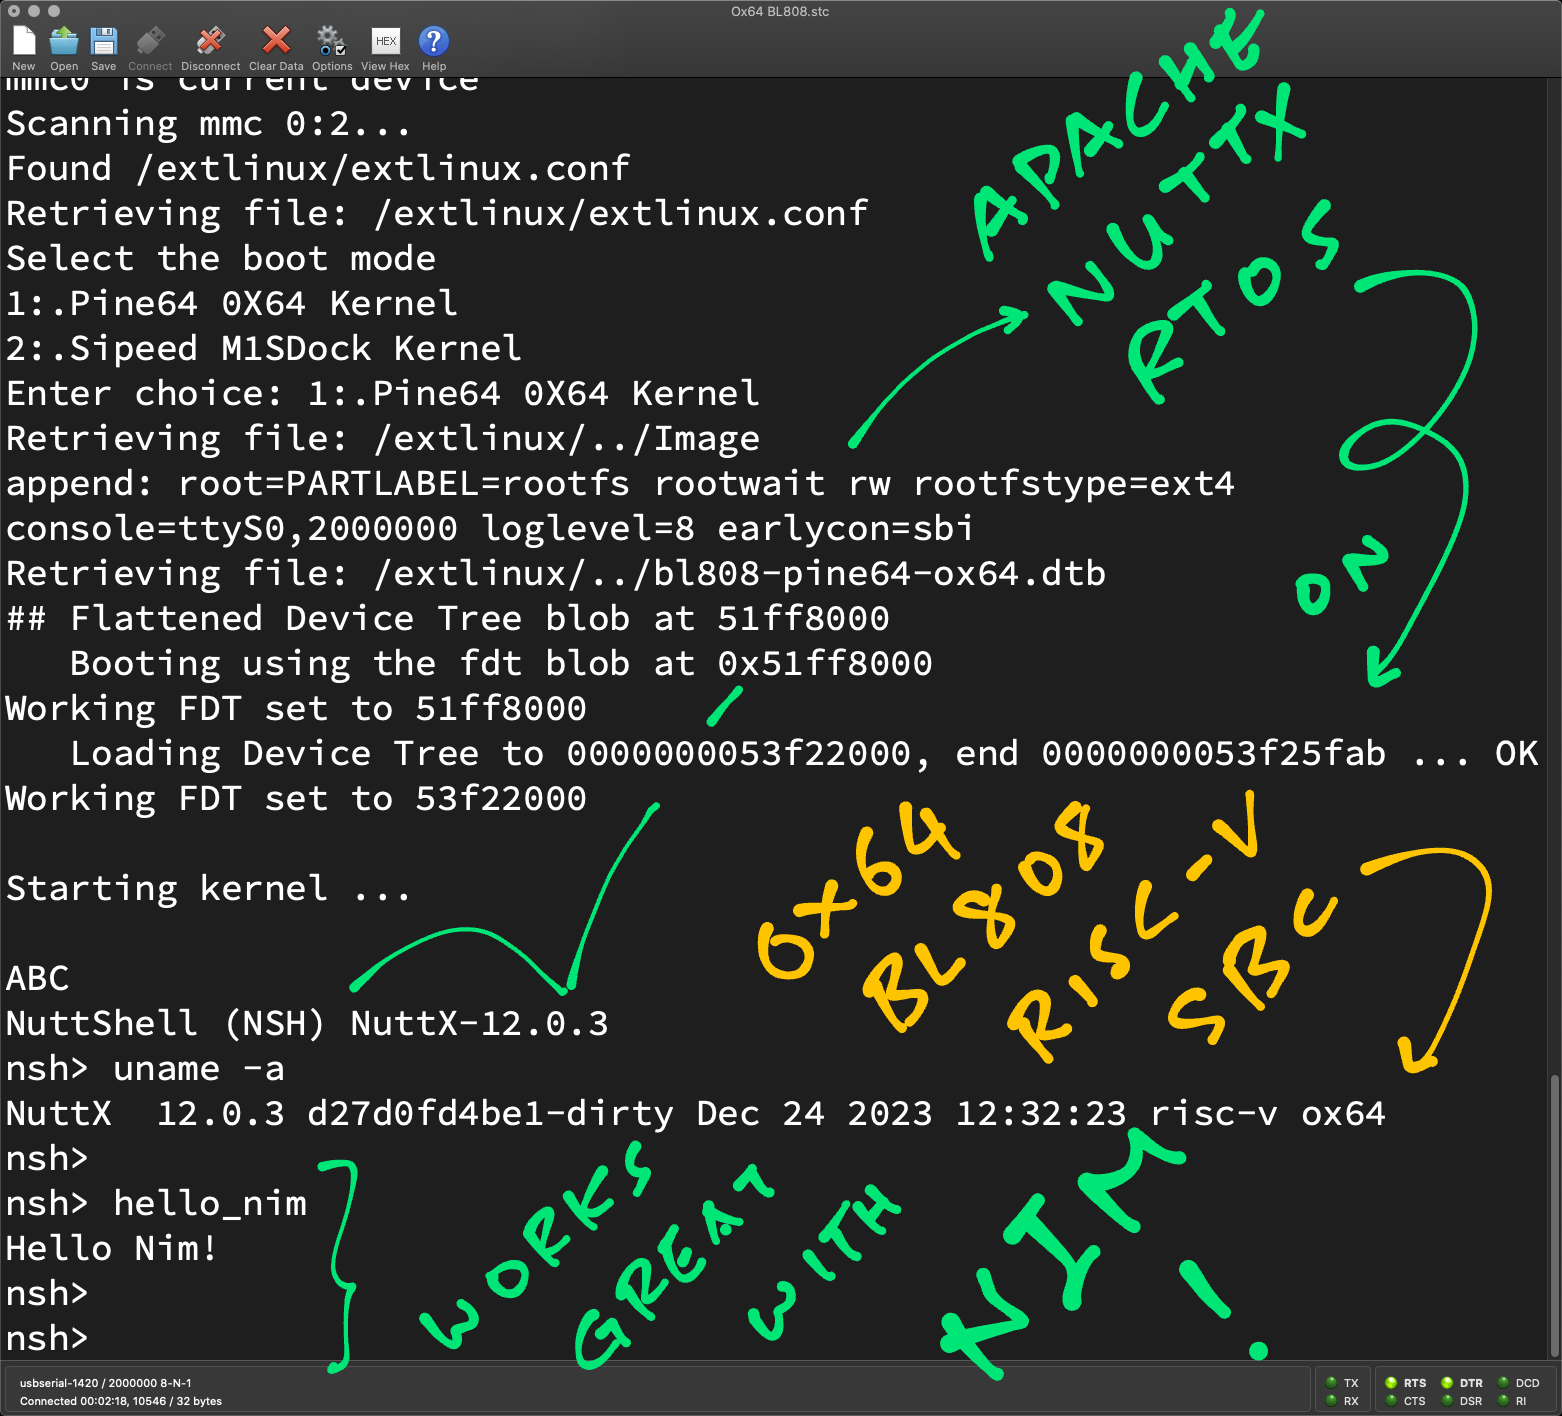 Ox64 BL808.stc
New Open Save Connect Disconnect Clear Data Options HEX View Hex ? Help
mmc0 is current device
Scanning mmc 0:2...
Found /extlinux/extlinux.conf
Retrieving file: /extlinux/extlinux.conf
Select the boot mode
1:.Pine64 0X64 Kernel
2:.Sipeed M1SDock Kernel
Enter choice: 1:.Pine64 0X64 Kernel
Retrieving file: /extlinux/../Image
append: root=PARTLABEL=rootfs rootwait rw rootfstype=ext4
console=ttyS0,2000000 loglevel=8 earlycon=sbi
Retrieving file: /extlinux/../bl808-pine64-ox64.dtb
## Flattened Device Tree blob at 51ff8000
   Booting using the fdt blob at 0x51ff8000
Working FDT set to 51ff8000
   Loading Device Tree to 0000000053f22000, end 0000000053f25fab ... OK
Working FDT set to 53f22000
Starting kernel ...
ABC
NuttShell (NSH) NuttX-12.0.3
nsh> uname -a
NuttX  12.0.3 d27d0fd4be1-dirty Dec 24 2023 12:32:23 risc-v ox64
nsh>
nsh> hello_nim
Hello Nim!
nsh>
nsh>
APACHE
NUTTX
RTOS
ON
OX64
BL808
RISC-V
SBC
WORKS
GREAT
WITH
NIM!
usbserial-1420 / 2000000 8-N-1
Connected 00:02:18, 10546 / 32 bytes
TX RTS DTR DCD
RX CTS DSR RI